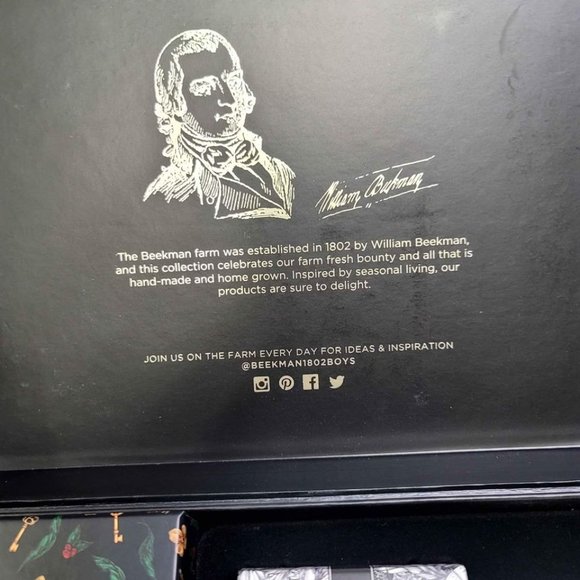 William Beekman
The Beekman farm was established in 1802 by William Beekman,
and this collection celebrates our farm fresh bounty and all that is
hand-made and home grown. Inspired by seasonal living, our
products are sure to delight.
JOIN US ON THE FARM EVERY DAY FOR IDEAS & INSPIRATION
@BEEKMAN1802BOYS